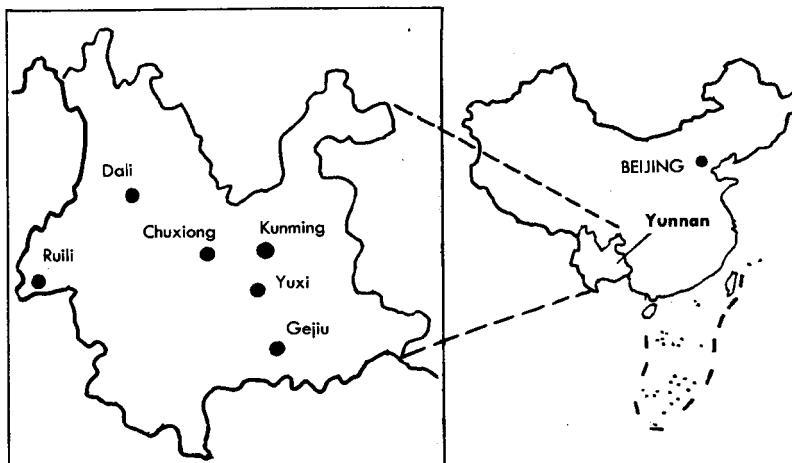 Dali
Chuxiong
Kunming
Ruili
Yuxi
Gejiu
BEIJING
Yunnan